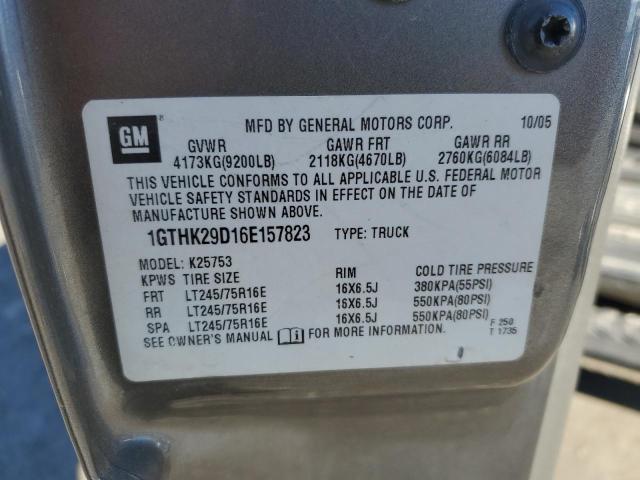 GM
®
MFD BY GENERAL MOTORS CORP. 10/05
GVWR GAWR FRT GAWR RR
4173KG(9200LB) 2118KG(4670LB) 2760KG(6084LB)
THIS VEHICLE CONFORMS TO ALL APPLICABLE U.S. FEDERAL MOTOR
VEHICLE SAFETY STANDARDS IN EFFECT ON THE DATE OF
MANUFACTURE SHOWN ABOVE.
1GTHK29D16E157823 TYPE: TRUCK
MODEL: K25753
KPWS TIRE SIZE RIM COLD TIRE PRESSURE
FRT LT245/75R16E 16X6.5J 380KPA(55PSI)
RR LT245/75R16E 16X6.5J 550KPA(80PSI)
SPA LT245/75R16E 16X6.5J 550KPA(80PSI)
SEE OWNER'S MANUAL FOR MORE INFORMATION.
F 250
T 1735